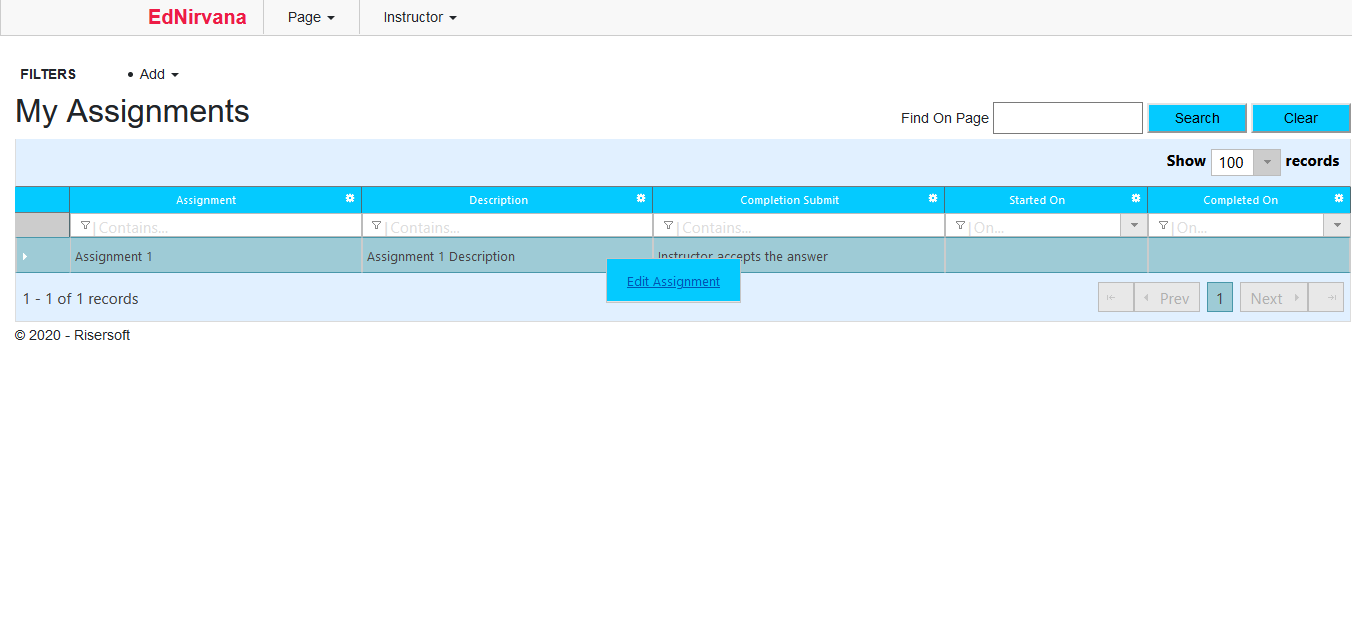 EdNirvana Page Instructor
FILTERS • Add
My Assignments
Find On Page Search Clear
Show 100 records
Assignment Description Completion Submit Started On Completed On
Contains... Contains... Contains... On... On...
Assignment 1 Assignment 1 Description Instructor accepts the answer
Edit Assignment
1 - 1 of 1 records Prev 1 Next
© 2020 - Risersoft